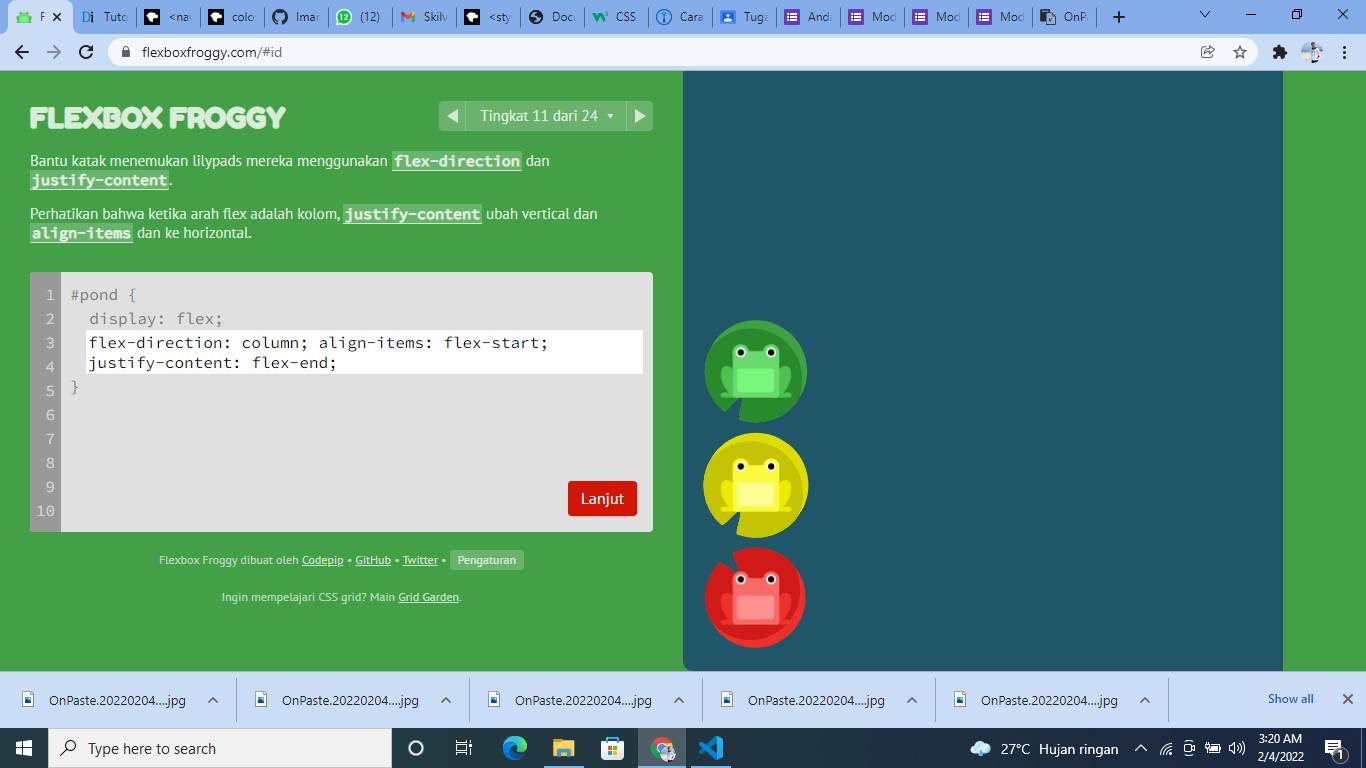 F
Tuto
<nav
colo
Imar
(12)
Skilv
<sty
Docu
CSS
Cara
Tuga
Anda
Mod
Mod
Mod
OnP
flexboxfroggy.com/#id
FLEXBOX FROGGY
Tingkat 11 dari 24
Bantu katak menemukan lilypads mereka menggunakan flex-direction dan
justify-content.
Perhatikan bahwa ketika arah flex adalah kolom, justify-content ubah vertical dan
align-items dan ke horizontal.
1 #pond {
2 display: flex;
3 flex-direction: column; align-items: flex-start;
4 justify-content: flex-end;
5 }
6
7
8
9
10
Lanjut
Flexbox Froggy dibuat oleh Codepip • GitHub • Twitter • Pengaturan
Ingin mempelajari CSS grid? Main Grid Garden.
OnPaste.20220204....jpg
OnPaste.20220204....jpg
OnPaste.20220204....jpg
OnPaste.20220204....jpg
OnPaste.20220204....jpg
Show all
Type here to search
27°C Hujan ringan
3:20 AM
2/4/2022
1